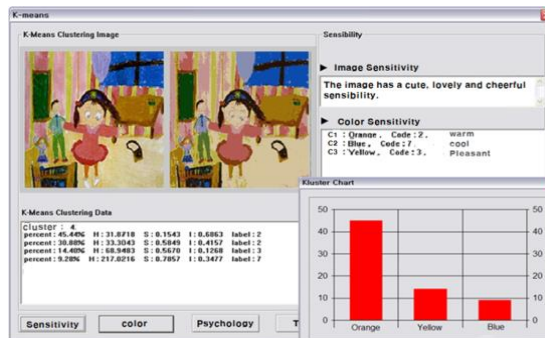 K-means
K-Means Clustering Image
Sensibility
► Image Sensitivity
The image has a cute, lovely and cheerful
sensibility.
► Color Sensitivity
C1 : Orange, Code:2, warm
C2 : Blue, Code:7 cool
C3 : Yellow, Code:3, Pleasant
K-Means Clustering Data
cluster : 4
percent:45.44% H:31.8718 S:0.1543 I:0.6863 label:2
percent:30.88% H:33.3043 S:0.5849 I:0.4157 label:2
percent:14.40% H:68.9483 S:0.5670 I:0.1268 label:3
percent:9.28% H:217.0216 S:0.7857 I:0.3477 label:7
Sensitivity color Psychology T
Kluster Chart
50 50
40 40
30 30
20 20
10 10
0 0
Orange Yellow Blue